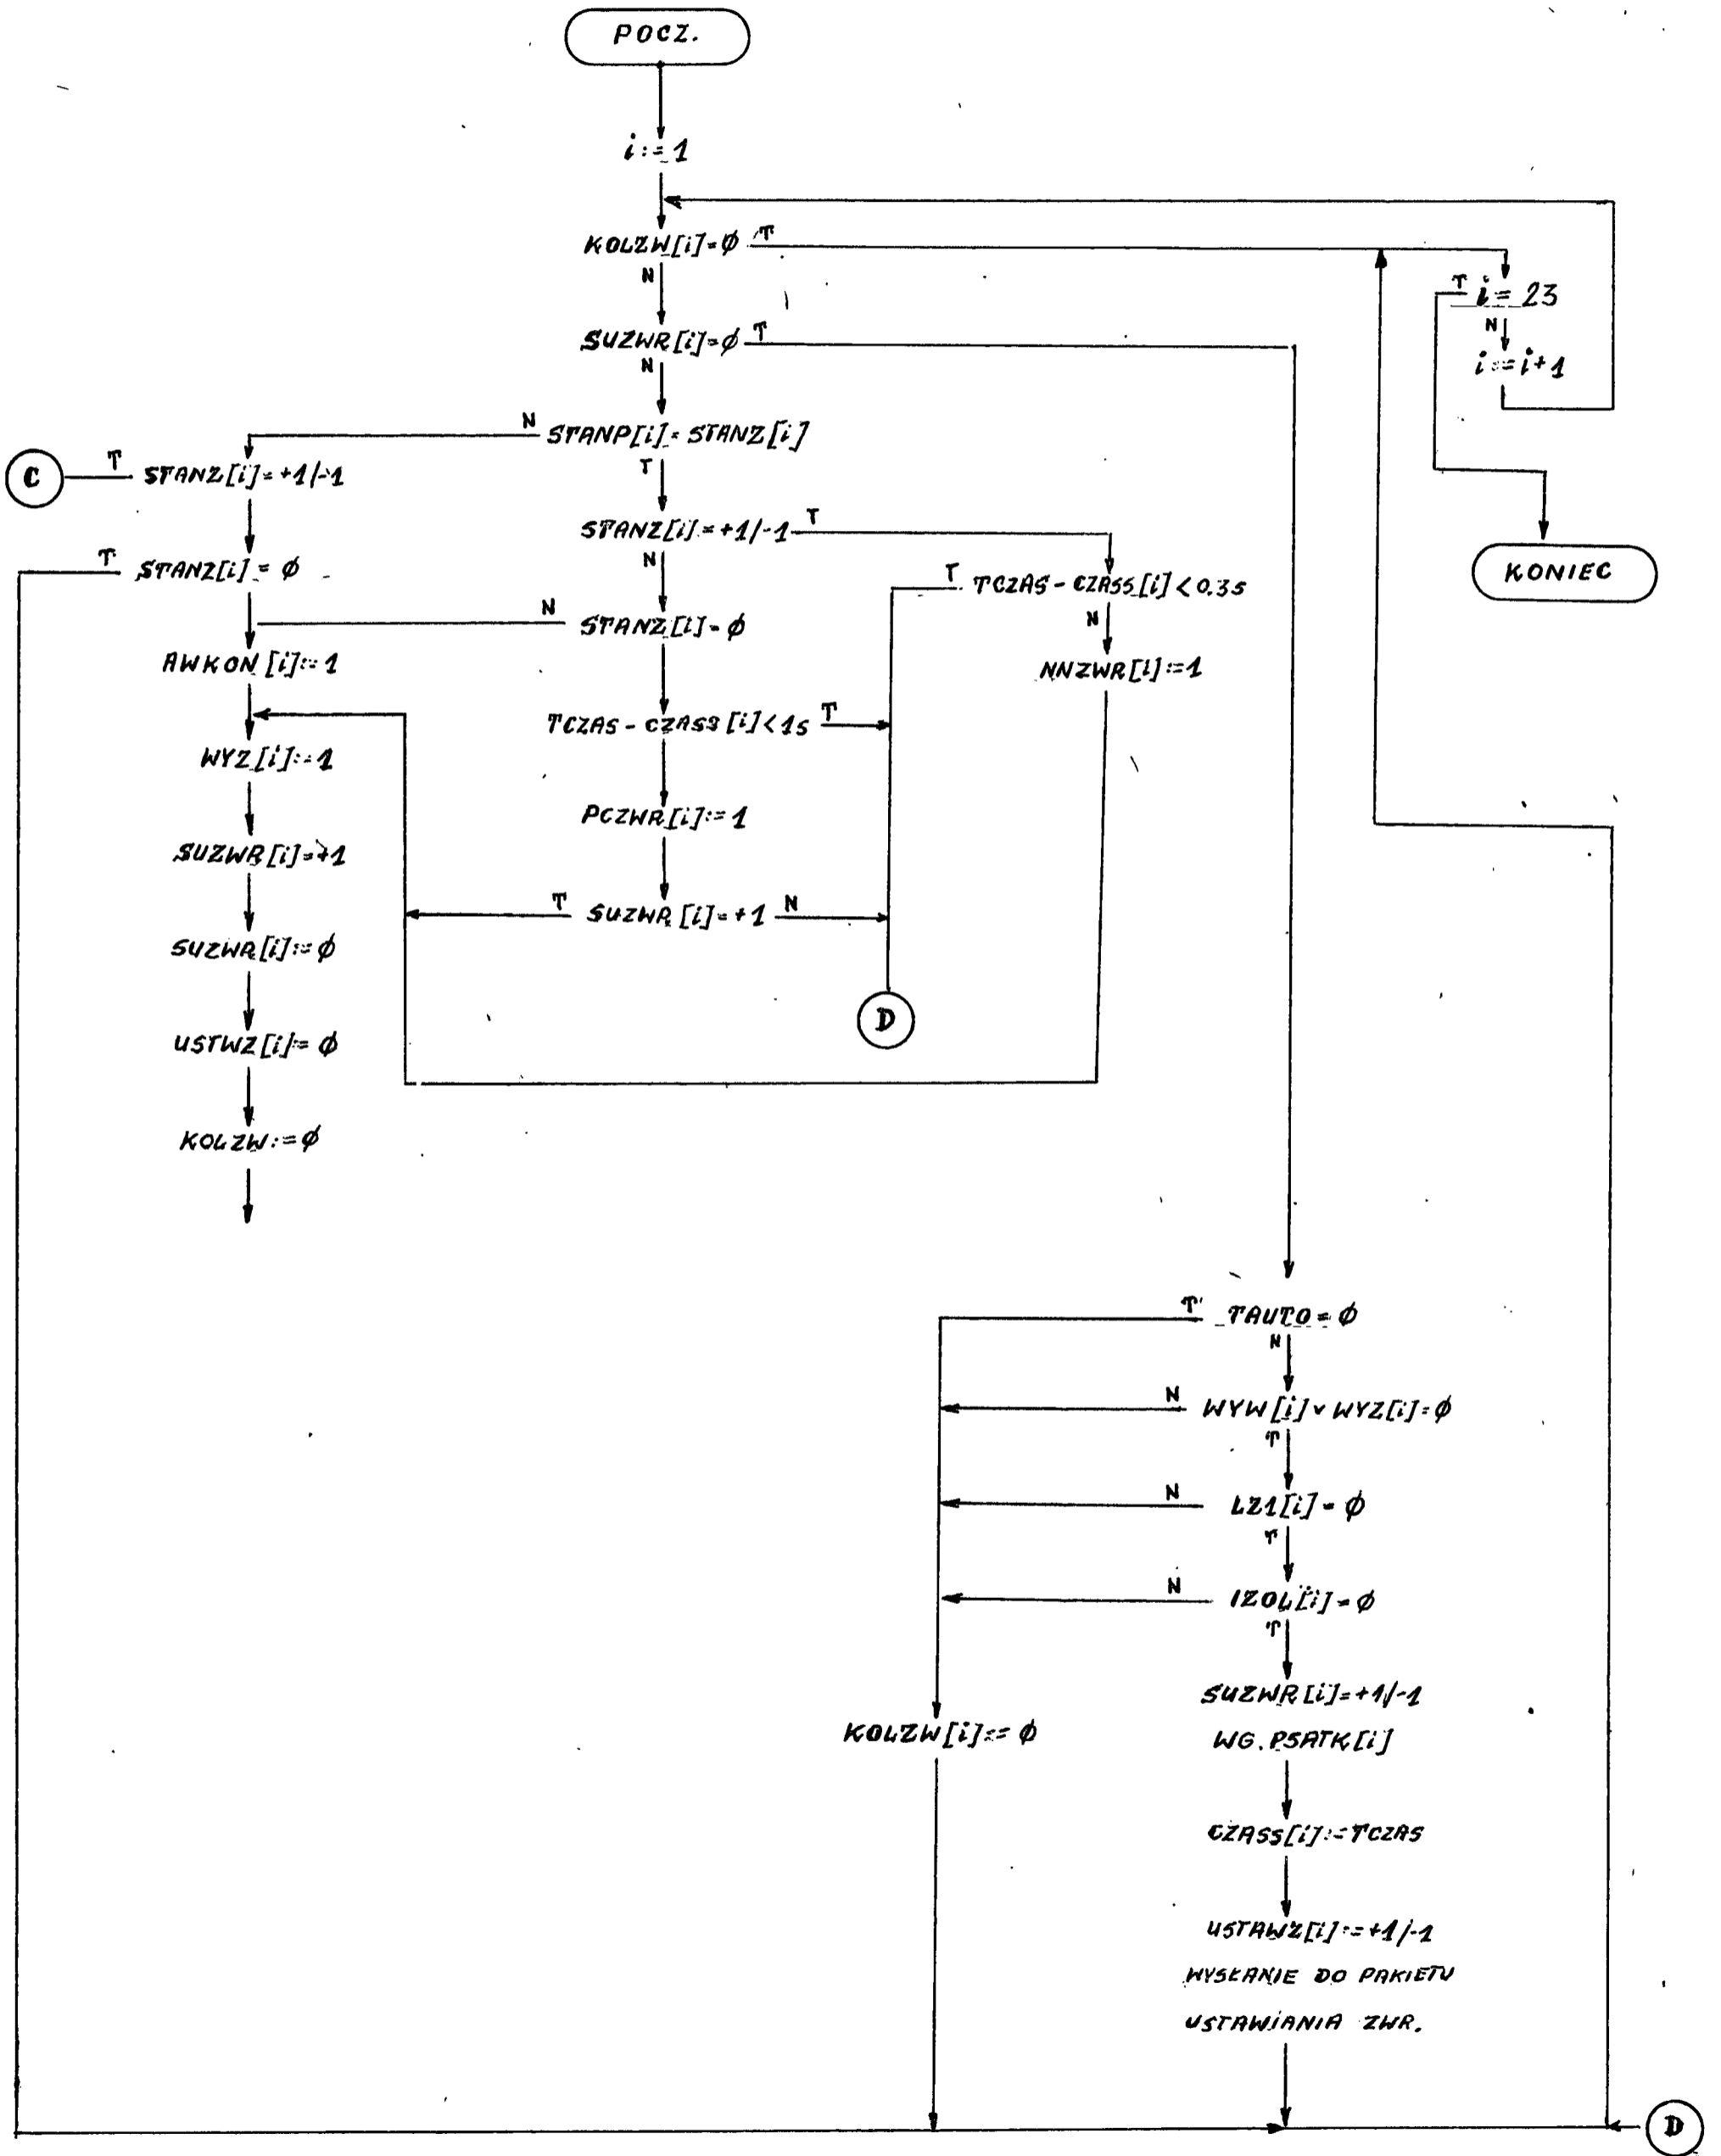 POCZ.
i:=1
KOLZW[i]=ø T
N
T i=23
N
i:=i+1
SUZWR[i]=ø T
N
N STANP[i]=STANZ[i]
T
C T STANZ[i]=+1/-1
STANZ[i]=+1/-1 T
N
KONIEC
T STANZ[i]=ø
T TCZAS-CZASS[i]<0.3s
N
N STANZ[i]=ø
AWKON[i]:=1
NNZWR[i]:=1
TCZAS-CZASS[i]<1s T
WYZ[i]:=1
PCZWR[i]:=1
SUZWR[i]=+1
T SUZWR[i]=+1 N
SUZWR[i]:=ø
D
USTWZ[i]:=ø
KOLZW:=ø
T TAUTO=ø
N
N WYW[i]vWYZ[i]=ø
T
N LZ1[i]=ø
T
N IZOL[i]=ø
T
SUZWR[i]=+1/-1
KOLZW[i]:=ø
WG.PSATK[i]
CZASS[i]:=TCZAS
USTAWZ[i]:=+1/-1
WYSŁANIE DO PAKIETU
USTAWIANIA ZWR.
D